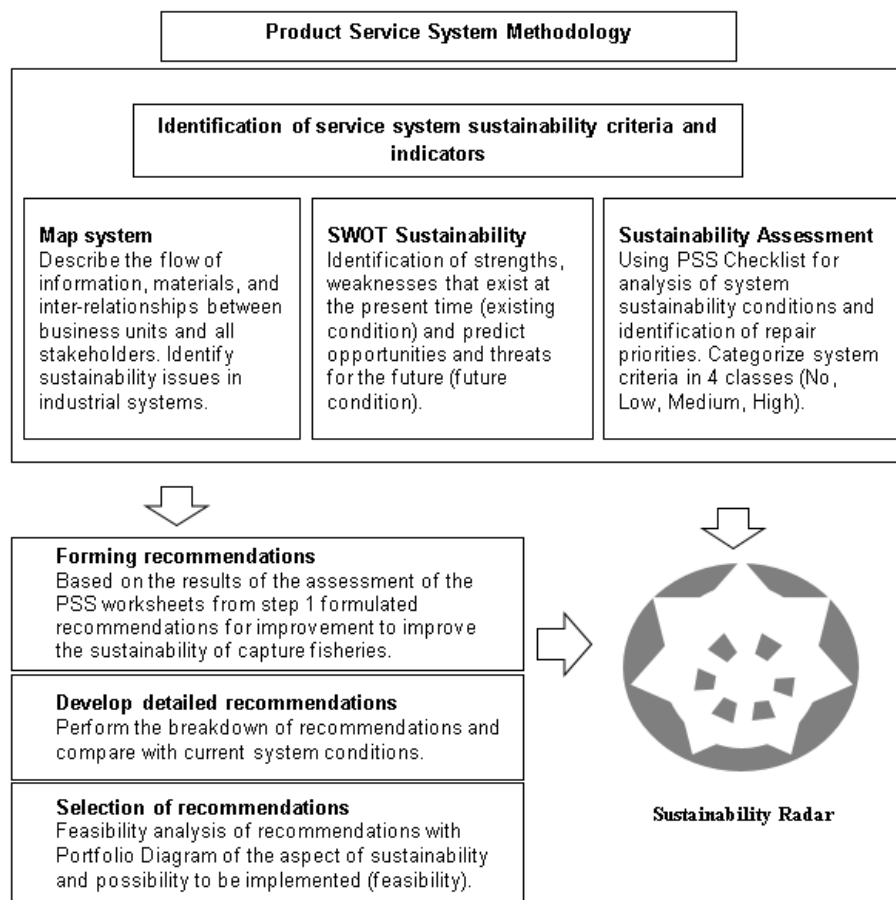 Product Service System Methodology
Identification of service system sustainability criteria and
indicators
Map system
Describe the flow of
information, materials, and
inter-relationships between
business units and all
stakeholders. Identify
sustainability issues in
industrial systems.
SWOT Sustainability
Identification of strengths,
weaknesses that exist at
the present time (existing
condition) and predict
opportunities and threats
for the future (future
condition).
Sustainability Assessment
Using PSS Checklist for
analysis of system
sustainability conditions and
identification of repair
priorities. Categorize system
criteria in 4 classes (No,
Low, Medium, High).
Forming recommendations
Based on the results of the assessment of the
PSS worksheets from step 1 formulated
recommendations for improvement to improve
the sustainability of capture fisheries.
Develop detailed recommendations
Perform the breakdown of recommendations and
compare with current system conditions.
Selection of recommendations
Feasibility analysis of recommendations with
Portfolio Diagram of the aspect of sustainability
and possibility to be implemented (feasibility).
Sustainability Radar